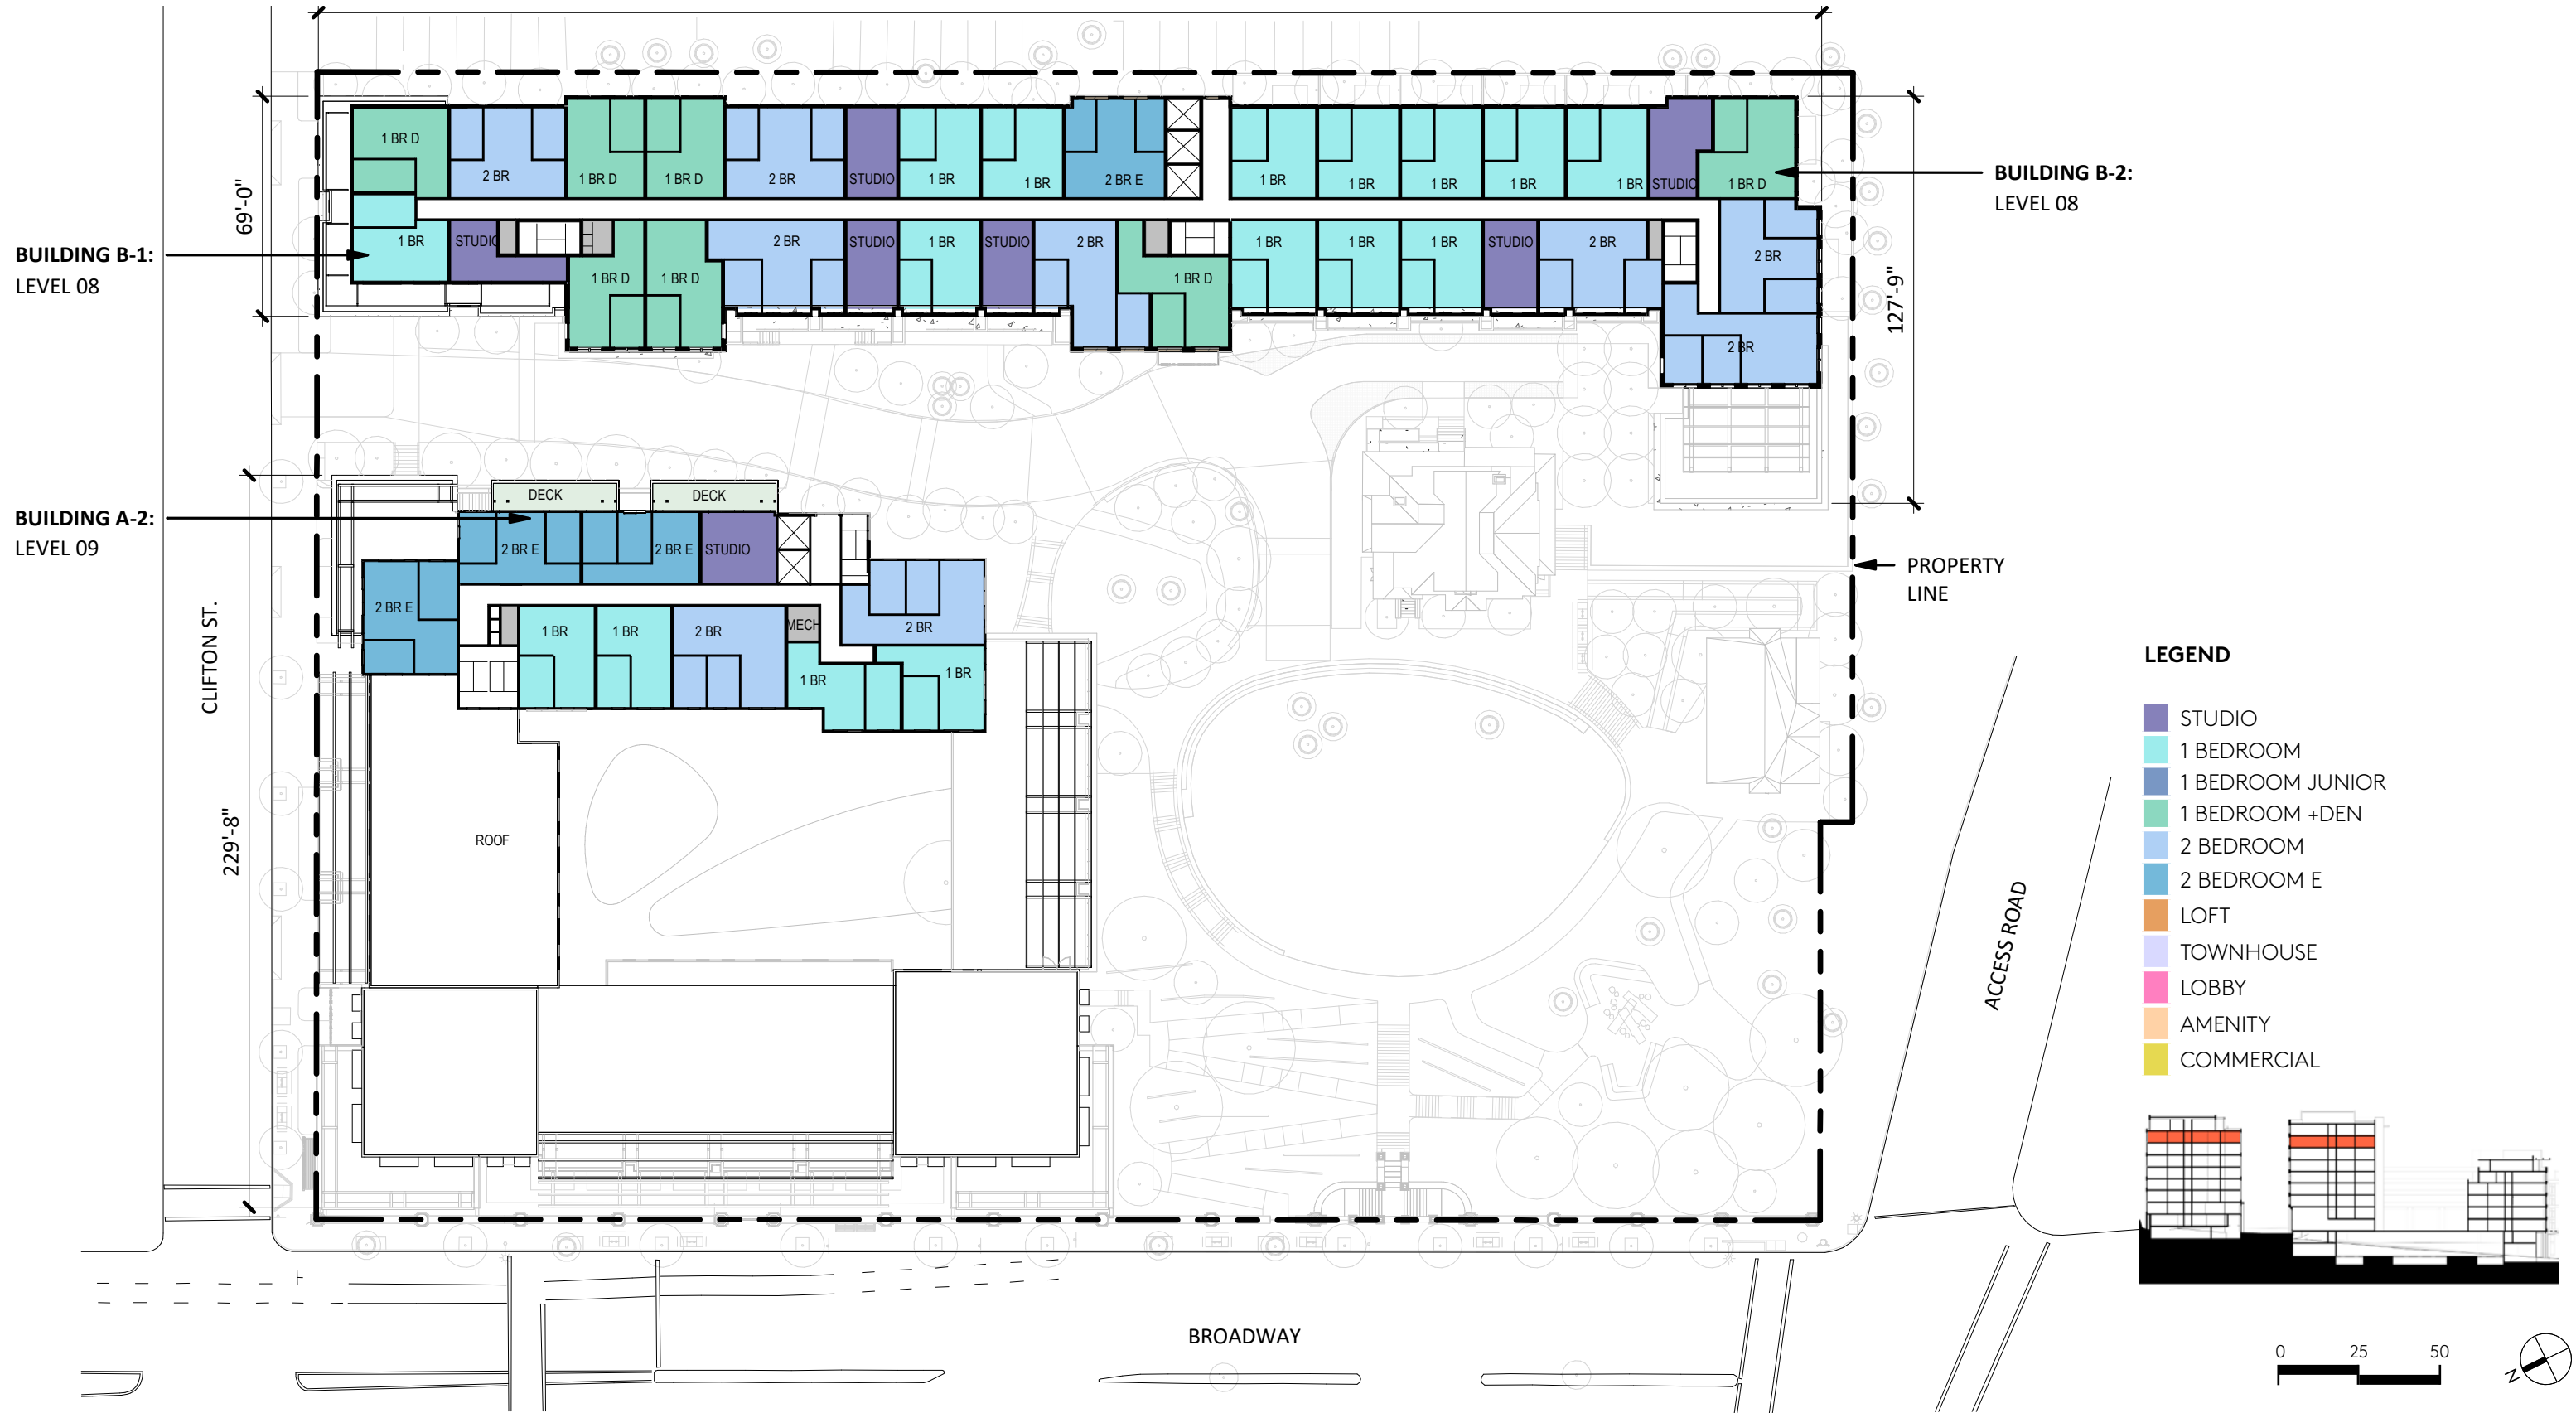 1 BR D
2 BR
1 BR D
1 BR D
2 BR
STUDIO
1 BR
1 BR
2 BR E
1 BR
1 BR
1 BR
1 BR
1 BR
STUDIO
1 BR D
BUILDING B-2:
LEVEL 08
69'-0"
BUILDING B-1:
LEVEL 08
1 BR
STUDIO
1 BR D
1 BR D
2 BR
STUDIO
1 BR
STUDIO
2 BR
1 BR D
1 BR
1 BR
1 BR
STUDIO
2 BR
2 BR
2 BR
127'-9"
BUILDING A-2:
LEVEL 09
DECK
DECK
2 BR E
2 BR E
STUDIO
2 BR E
1 BR
1 BR
2 BR
MECH
2 BR
1 BR
1 BR
PROPERTY
LINE
CLIFTON ST.
229'-8"
ROOF
ACCESS ROAD
BROADWAY
LEGEND
STUDIO
1 BEDROOM
1 BEDROOM JUNIOR
1 BEDROOM +DEN
2 BEDROOM
2 BEDROOM E
LOFT
TOWNHOUSE
LOBBY
AMENITY
COMMERCIAL
0 25 50
N